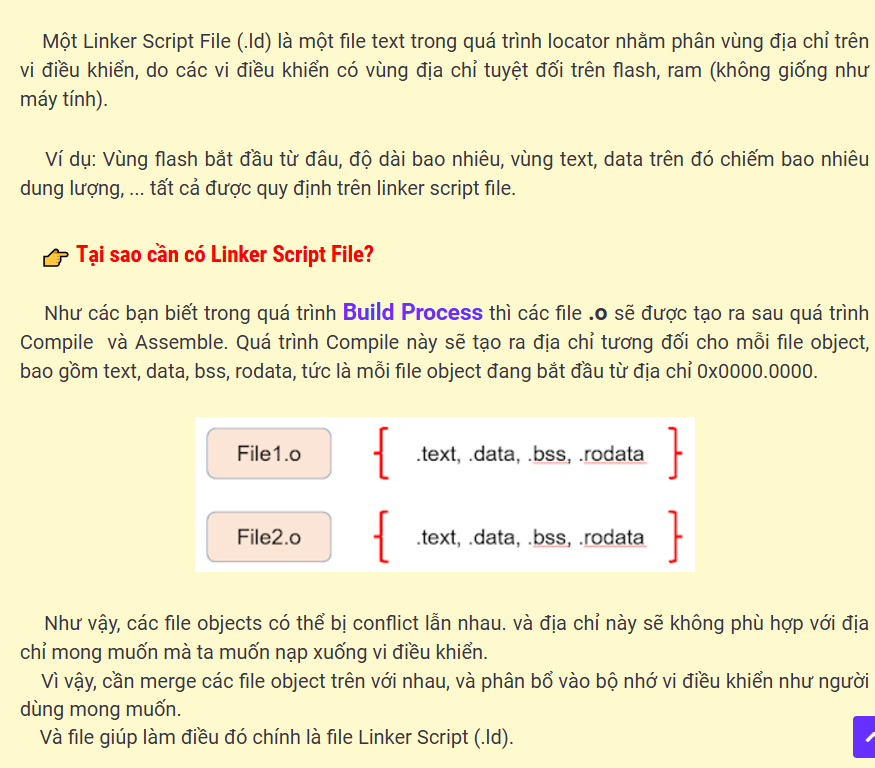 Một Linker Script File (.ld) là một file text trong quá trình locator nhằm phân vùng địa chỉ trên
vi điều khiển, do các vi điều khiển có vùng địa chỉ tuyệt đối trên flash, ram (không giống như
máy tính).
Ví dụ: Vùng flash bắt đầu từ đâu, độ dài bao nhiêu, vùng text, data trên đó chiếm bao nhiêu
dung lượng, ... tất cả được quy định trên linker script file.
👉 Tại sao cần có Linker Script File?
Như các bạn biết trong quá trình Build Process thì các file .o sẽ được tạo ra sau quá trình
Compile và Assemble. Quá trình Compile này sẽ tạo ra địa chỉ tương đối cho mỗi file object,
bao gồm text, data, bss, rodata, tức là mỗi file object đang bắt đầu từ địa chỉ 0x0000.0000.
File1.o { .text, .data, .bss, .rodata }
File2.o { .text, .data, .bss, .rodata }
Như vậy, các file objects có thể bị conflict lẫn nhau. và địa chỉ này sẽ không phù hợp với địa
chỉ mong muốn mà ta muốn nạp xuống vi điều khiển.
Vì vậy, cần merge các file object trên với nhau, và phân bổ vào bộ nhớ vi điều khiển như người
dùng mong muốn.
Và file giúp làm điều đó chính là file Linker Script (.ld).